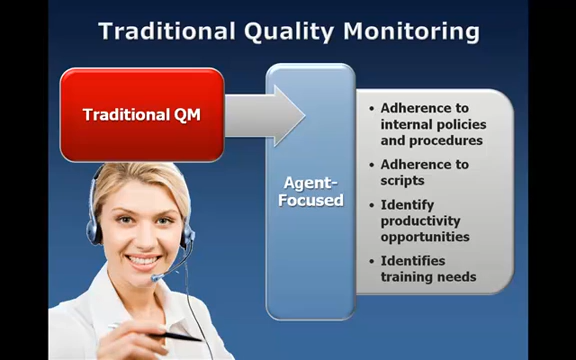 Traditional Quality Monitoring
Traditional QM
Agent-
Focused
• Adherence to
internal policies
and procedures
• Adherence to
scripts
• Identify
productivity
opportunities
• Identifies
training needs